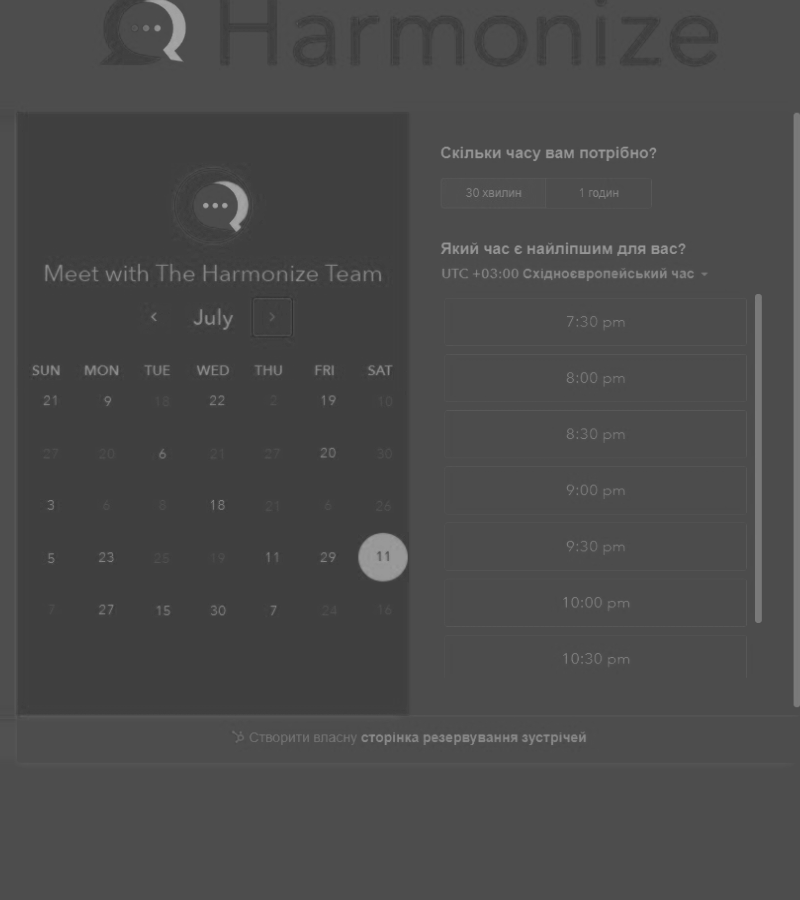 Harmonize
Meet with The Harmonize Team
July
SUN MON TUE WED THU FRI SAT
21 9 18 22 2 19 10
27 20 6 21 27 20 30
3 6 8 18 21 6 26
5 23 25 19 11 29 11
7 27 15 30 7 24 16
Скільки часу вам потрібно?
30 хвилин 1 годин
Який час є найліпшим для вас?
UTC +03:00 Східноєвропейський час
7:30 pm
8:00 pm
8:30 pm
9:00 pm
9:30 pm
10:00 pm
10:30 pm
Створити власну сторінка резервування зустрічей